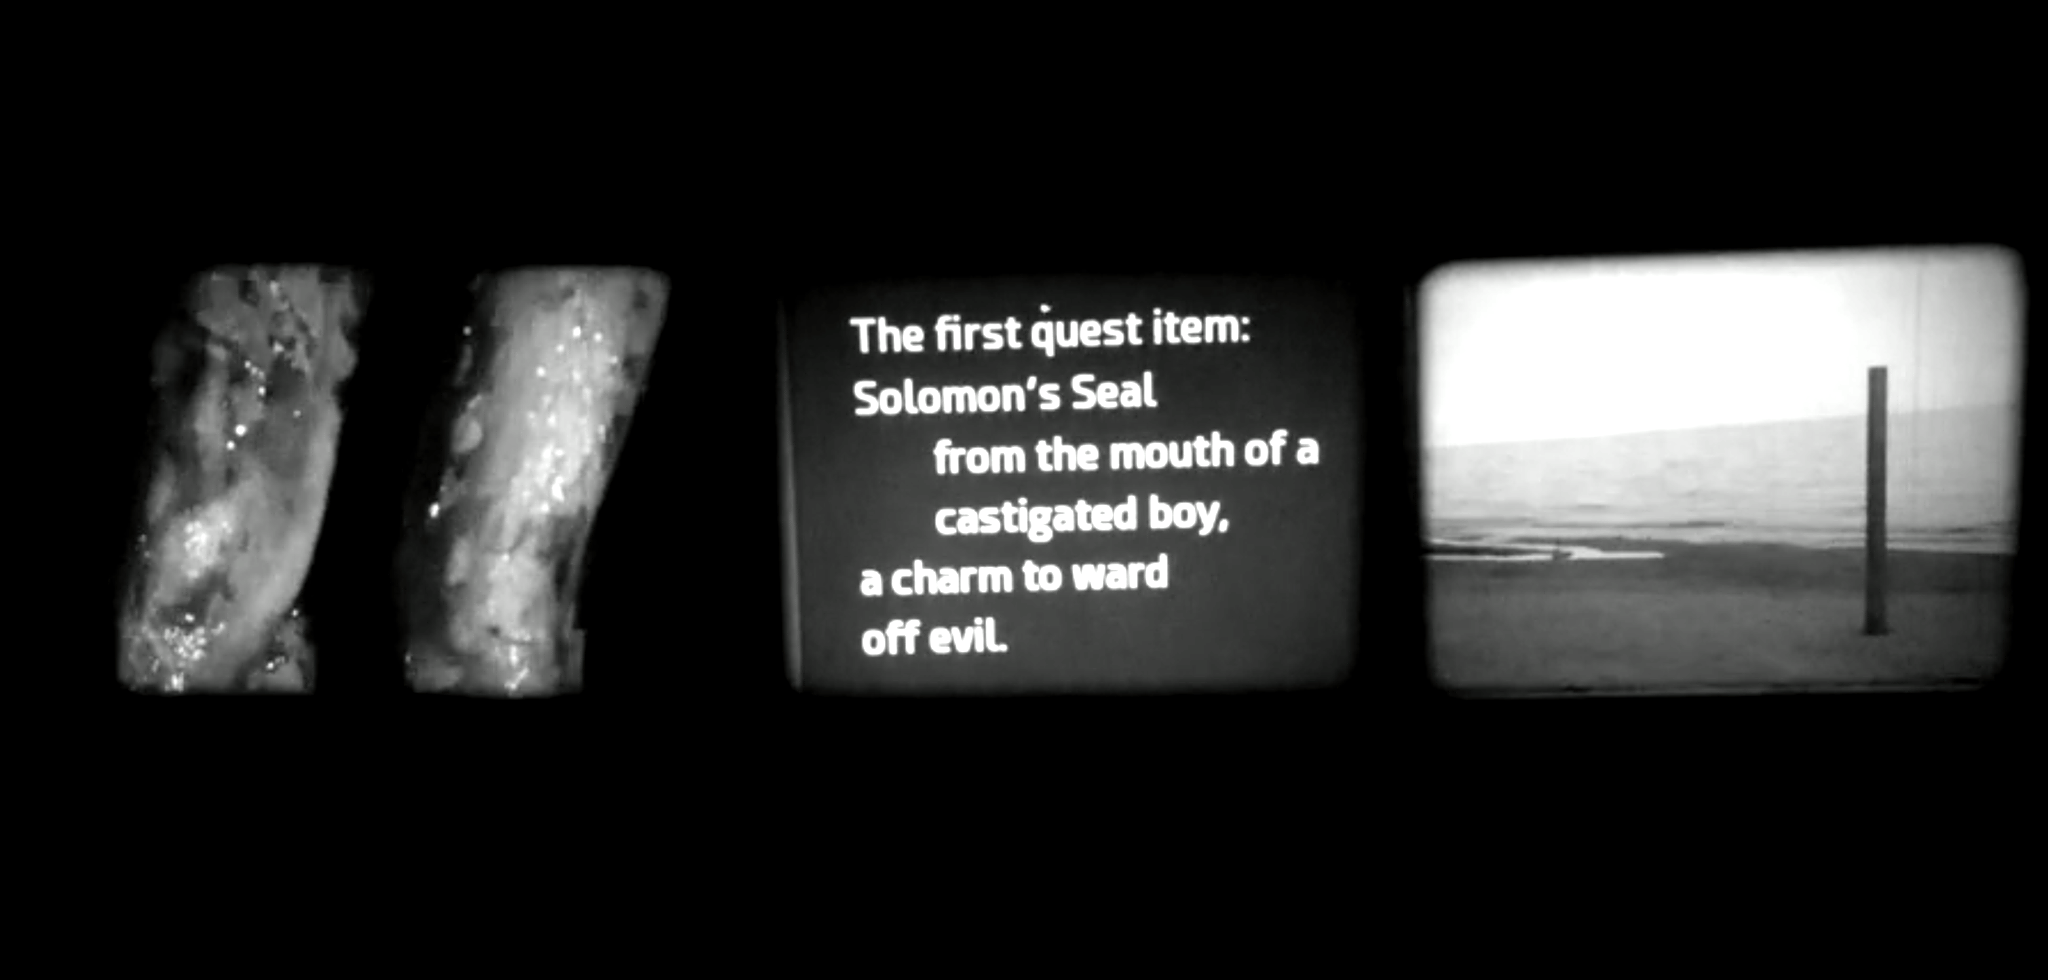 The first quest item:
Solomon's Seal
from the mouth of a
castigated boy,
a charm to ward
off evil.